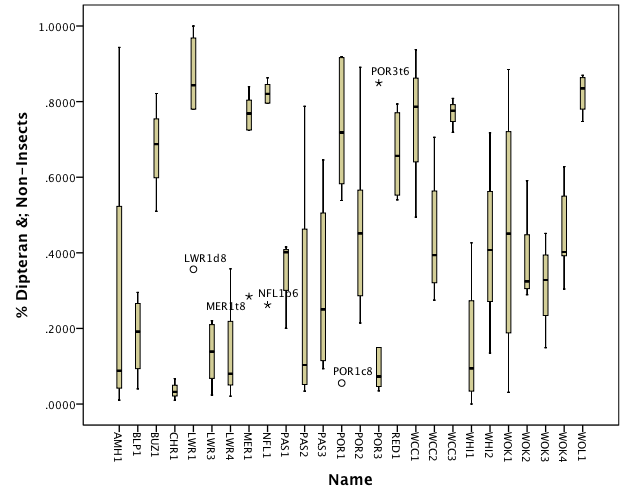 % Dipteran &; Non-Insects
1.0000
.8000
.6000
.4000
.2000
.0000
POR3t6
LWR1d8
MER1t8
NFL1b6
POR1c8
AMH1
BLP1
BUZ1
CHR1
LWR1
LWR3
LWR4
MER1
NFL1
PAS1
PAS2
PAS3
POR1
POR2
POR3
RED1
WCC1
WCC2
WCC3
WHI1
WHI2
WOK1
WOK2
WOK3
WOK4
WOL1
Name